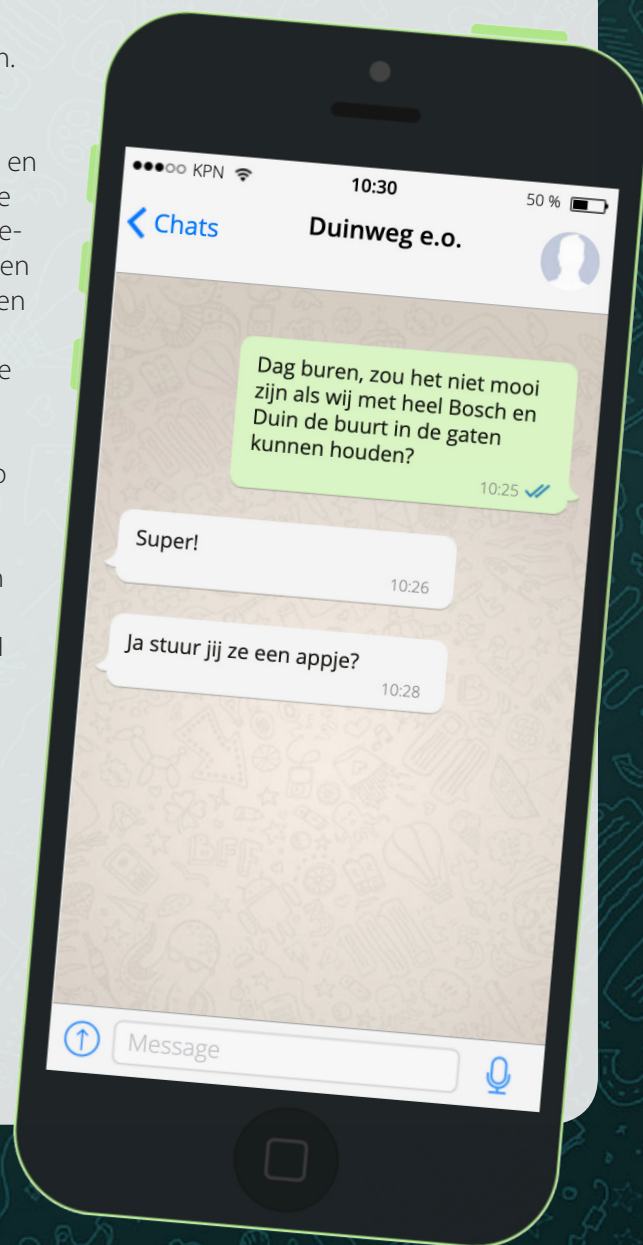 KPN
10:30
50 %
Chats
Duinweg e.o.
Dag buren, zou het niet mooi
zijn als wij met heel Bosch en
Duin de buurt in de gaten
kunnen houden?
10:25
Super!
10:26
Ja stuur jij ze een appje?
10:28
BFF
Message